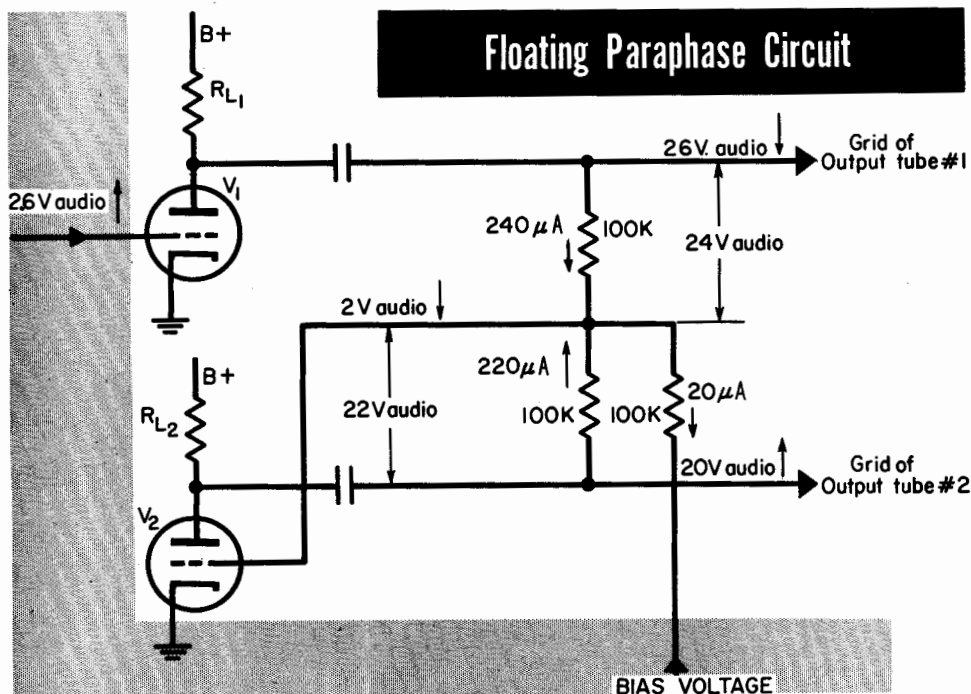 Floating Paraphase Circuit
B+
RL1
26V. audio
Grid of
Output tube #1
V1
2.6V audio
240 μA
100K
24V audio
2V audio
B+
220 μA
20 μA
RL2
22V audio
100K
100K
20V audio
Grid of
Output tube #2
V2
BIAS VOLTAGE